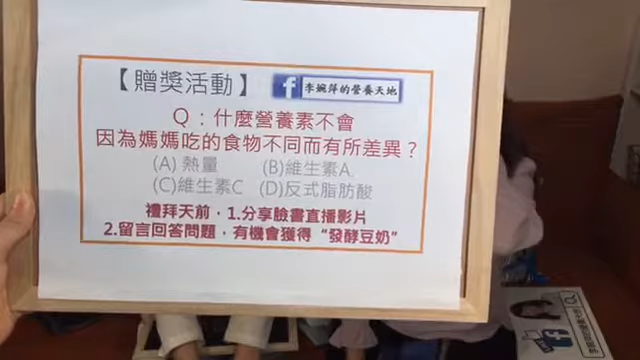 【贈獎活動】
f 李婉萍的營養天地
Q：什麼營養素不會
因為媽媽吃的食物不同而有所差異？
(A) 熱量 (B)維生素A
(C)維生素C (D)反式脂肪酸
禮拜天前，1.分享臉書直播影片
2.留言回答問題，有機會獲得“發酵豆奶”